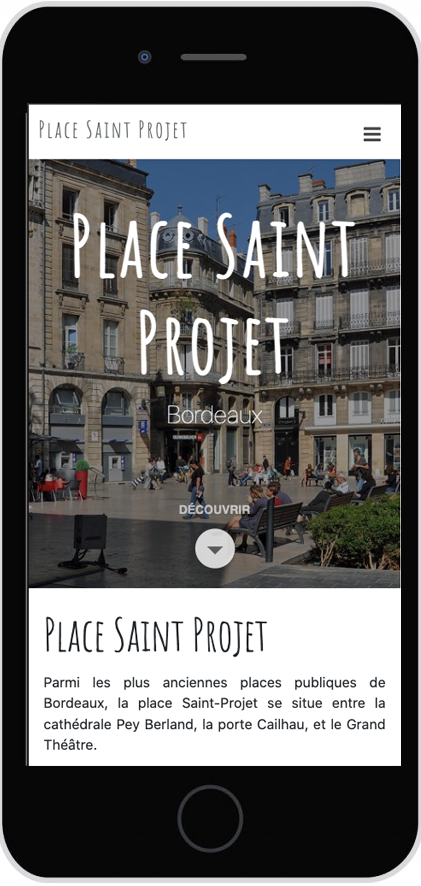 Place Saint Projet
Place Saint
Projet
Bordeaux
DÉCOUVRIR
Place Saint Projet
Parmi les plus anciennes places publiques de
Bordeaux, la place Saint-Projet se situe entre la
cathédrale Pey Berland, la porte Cailhau, et le Grand
Théâtre.